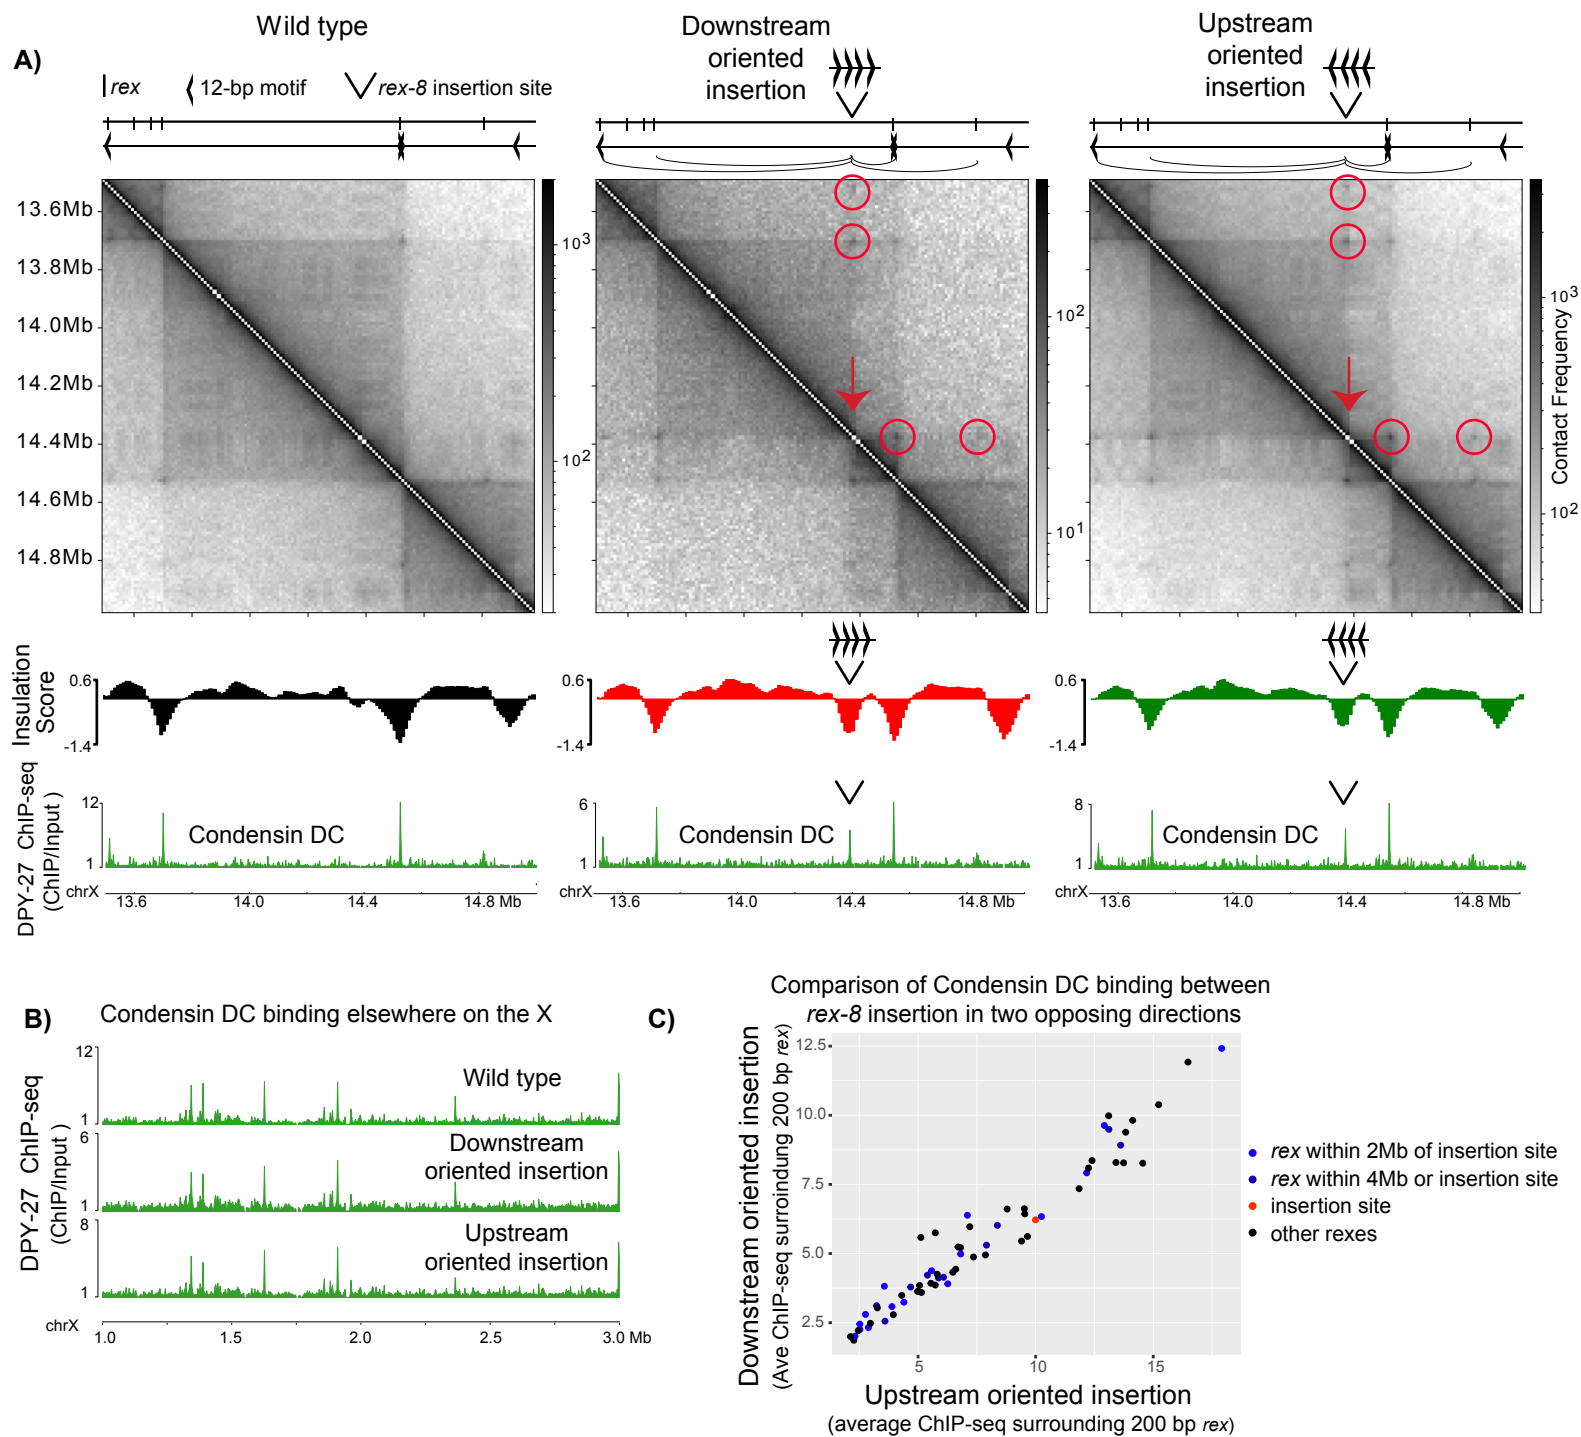 A)
Wild type
Downstream
oriented
insertion
Upstream
oriented
insertion
rex
12-bp motif
rex-8 insertion site
13.6Mb
13.8Mb
14.0Mb
14.2Mb
14.4Mb
14.6Mb
14.8Mb
10³
10²
10²
10¹
10³
10²
Contact Frequency
Insulation
Score
0.6
-1.4
0.6
-1.4
0.6
-1.4
DPY-27 ChIP-seq
(ChIP/Input )
12
1
Condensin DC
6
1
Condensin DC
8
1
Condensin DC
chrX
13.6 14.0 14.4 14.8 Mb
chrX
13.6 14.0 14.4 14.8 Mb
chrX
13.6 14.0 14.4 14.8 Mb
B)
Condensin DC binding elsewhere on the X
DPY-27 ChIP-seq
(ChIP/Input )
12
1
Wild type
6
1
Downstream
oriented insertion
8
1
Upstream
oriented insertion
chrX
1.0 1.5 2.0 2.5 3.0 Mb
C)
Comparison of Condensin DC binding between
rex-8 insertion in two opposing directions
Downstream oriented insertion
(Ave ChIP-seq surroindung 200 bp rex)
12.5
10.0
7.5
5.0
2.5
5 10 15
Upstream oriented insertion
(average ChIP-seq surrounding 200 bp rex)
rex within 2Mb of insertion site
rex within 4Mb or insertion site
insertion site
other rexes